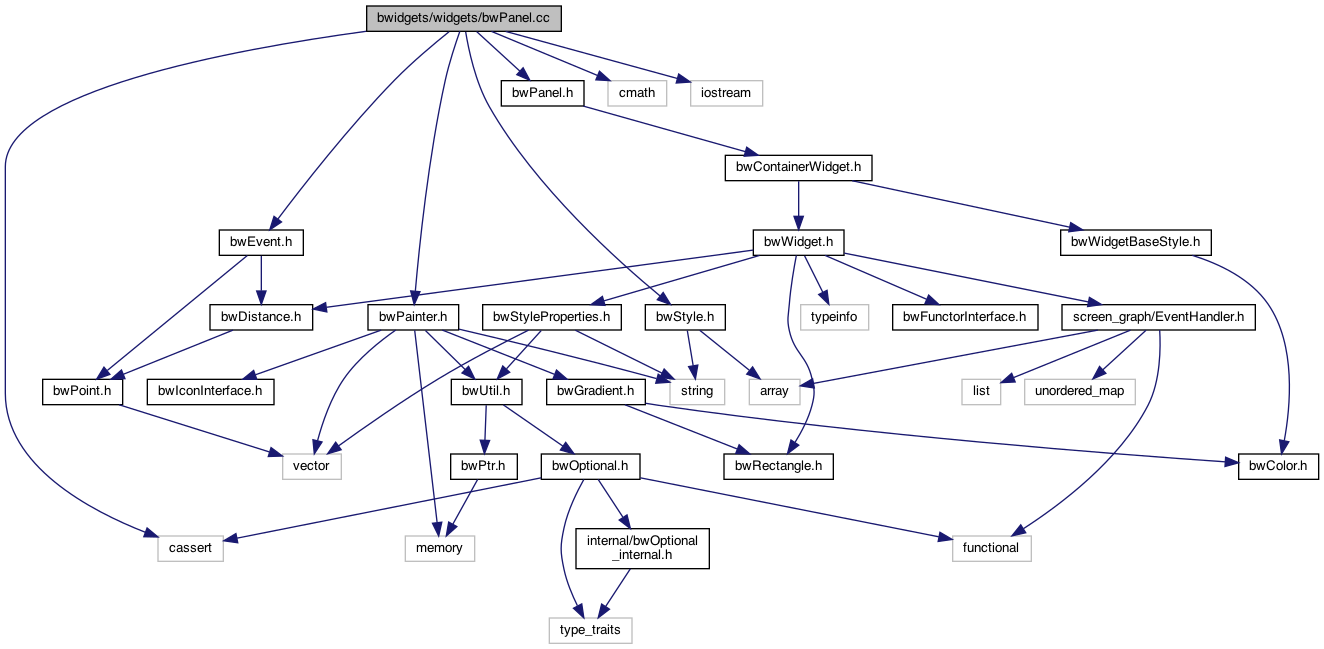 bwidgets/widgets/bwPanel.cc
bwPanel.h
cmath
iostream
bwContainerWidget.h
bwEvent.h
bwWidget.h
bwWidgetBaseStyle.h
bwDistance.h
bwPainter.h
bwStyleProperties.h
bwStyle.h
typeinfo
bwFunctorInterface.h
screen_graph/EventHandler.h
bwPoint.h
bwIconInterface.h
bwUtil.h
bwGradient.h
string
array
list
unordered_map
vector
bwPtr.h
bwOptional.h
bwRectangle.h
bwColor.h
cassert
memory
internal/bwOptional
_internal.h
functional
type_traits